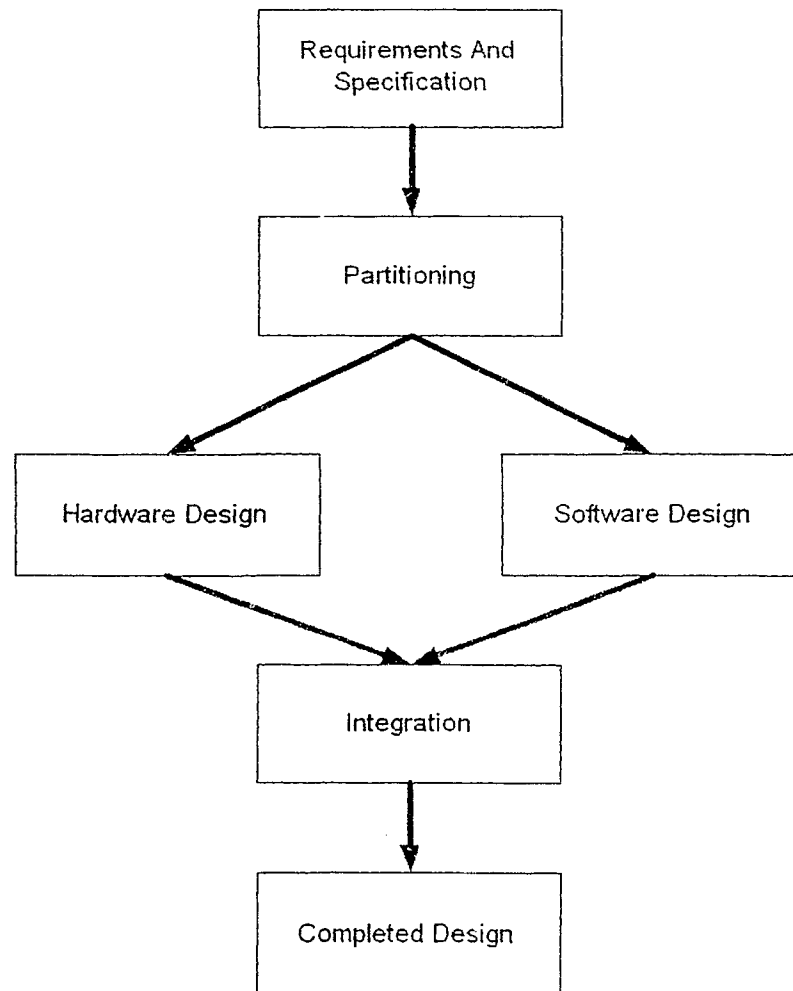 Requirements And
Specification
Partitioning
Hardware Design
Software Design
Integration
Completed Design